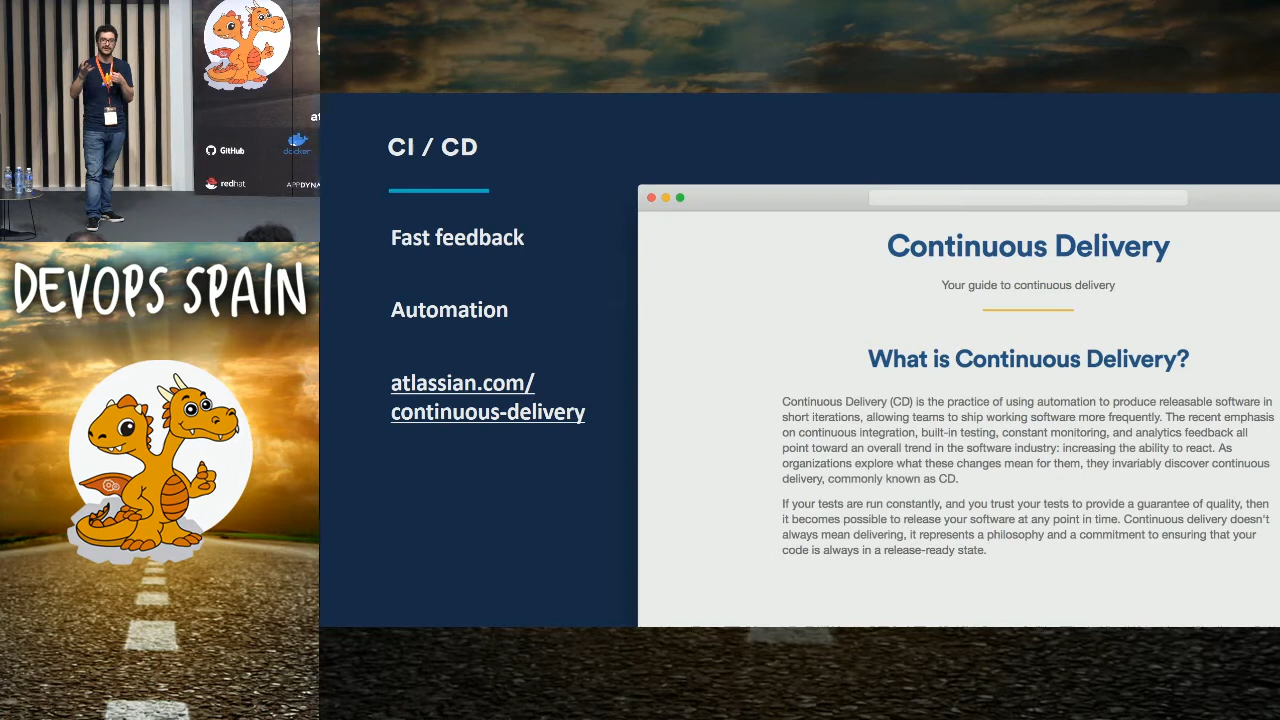 at
GitHub
docker
redhat
APPDYNA
DEVOPS SPAIN
CI / CD
Fast feedback
Automation
atlassian.com/
continuous-delivery
Continuous Delivery
Your guide to continuous delivery
What is Continuous Delivery?
Continuous Delivery (CD) is the practice of using automation to produce releasable software in
short iterations, allowing teams to ship working software more frequently. The recent emphasis
on continuous integration, built-in testing, constant monitoring, and analytics feedback all
point toward an overall trend in the software industry: increasing the ability to react. As
organizations explore what these changes mean for them, they invariably discover continuous
delivery, commonly known as CD.
If your tests are run constantly, and you trust your tests to provide a guarantee of quality, then
it becomes possible to release your software at any point in time. Continuous delivery doesn't
always mean delivering, it represents a philosophy and a commitment to ensuring that your
code is always in a release-ready state.